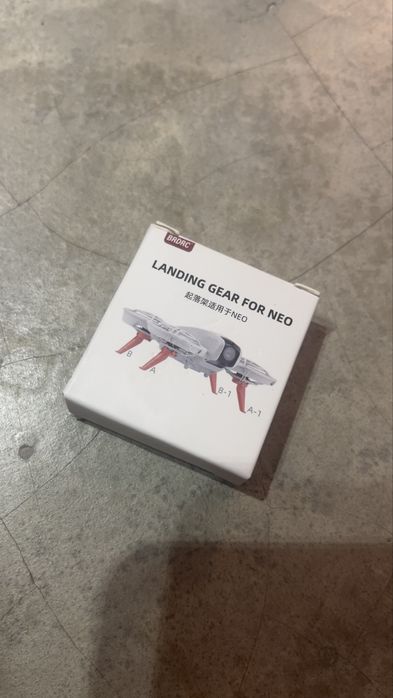 BRDRC
LANDING GEAR FOR NEO
起落架适用于NEO
B
A
B-1
A-1